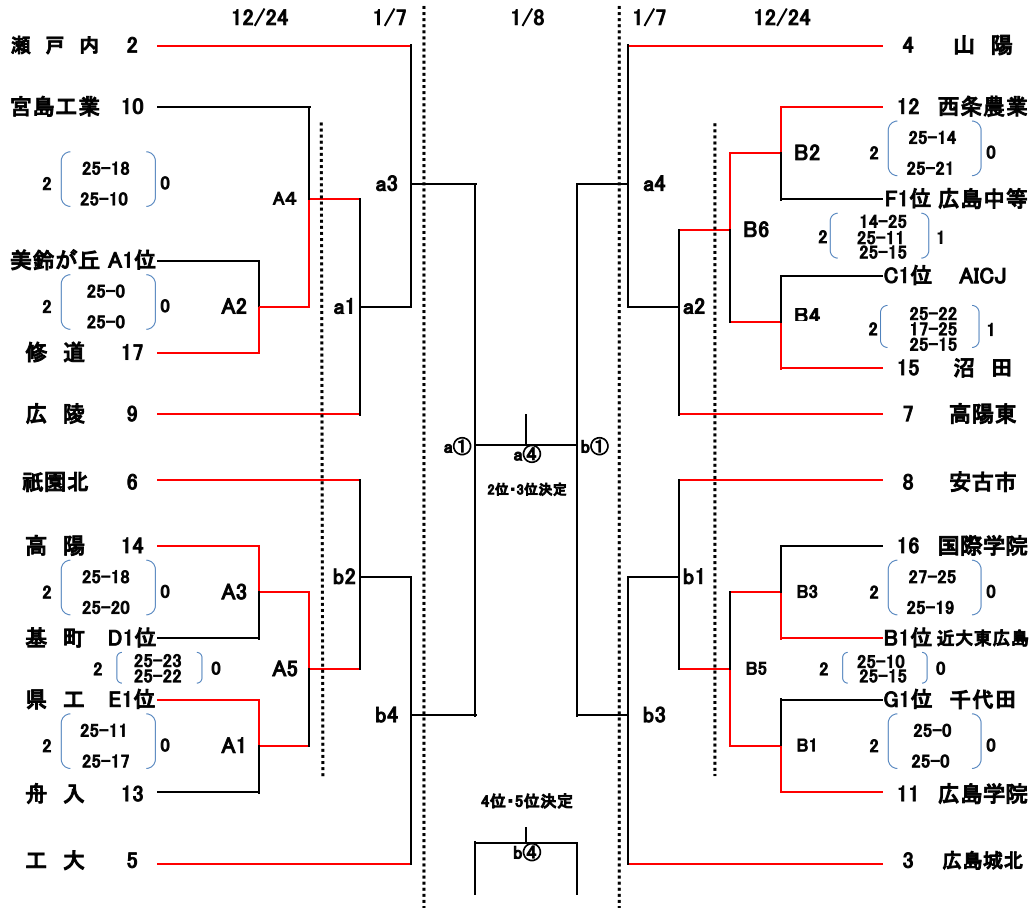 12/24 1/7 1/8 1/7 12/24
瀬戸内 2
4 山陽
宮島工業 10
12 西条農業
25-14
2 0
25-21
B2
25-18
2 0
25-10
a3
A4
a4
F1位 広島中等
14-25
2 25-11 1
25-15
B6
美鈴が丘 A1位
25-0
2 0
25-0
A2
a1
a2
C1位 AICJ
B4
25-22
2 17-25 1
25-15
修道 17
15 沼田
広陵 9
7 高陽東
a① a④ b①
2位・3位決定
祇園北 6
8 安古市
高陽 14
16 国際学院
25-18
2 0
25-20
A3
b2
b1
B3
27-25
2 0
25-19
基町 D1位
B1位 近大東広島
25-23
2 0
25-22
A5
B5
25-10
2 0
25-15
県工 E1位
G1位 千代田
25-11
2 0
25-17
A1
b4
b3
B1
25-0
2 0
25-0
舟入 13
11 広島学院
4位・5位決定
b④
工大 5
3 広島城北